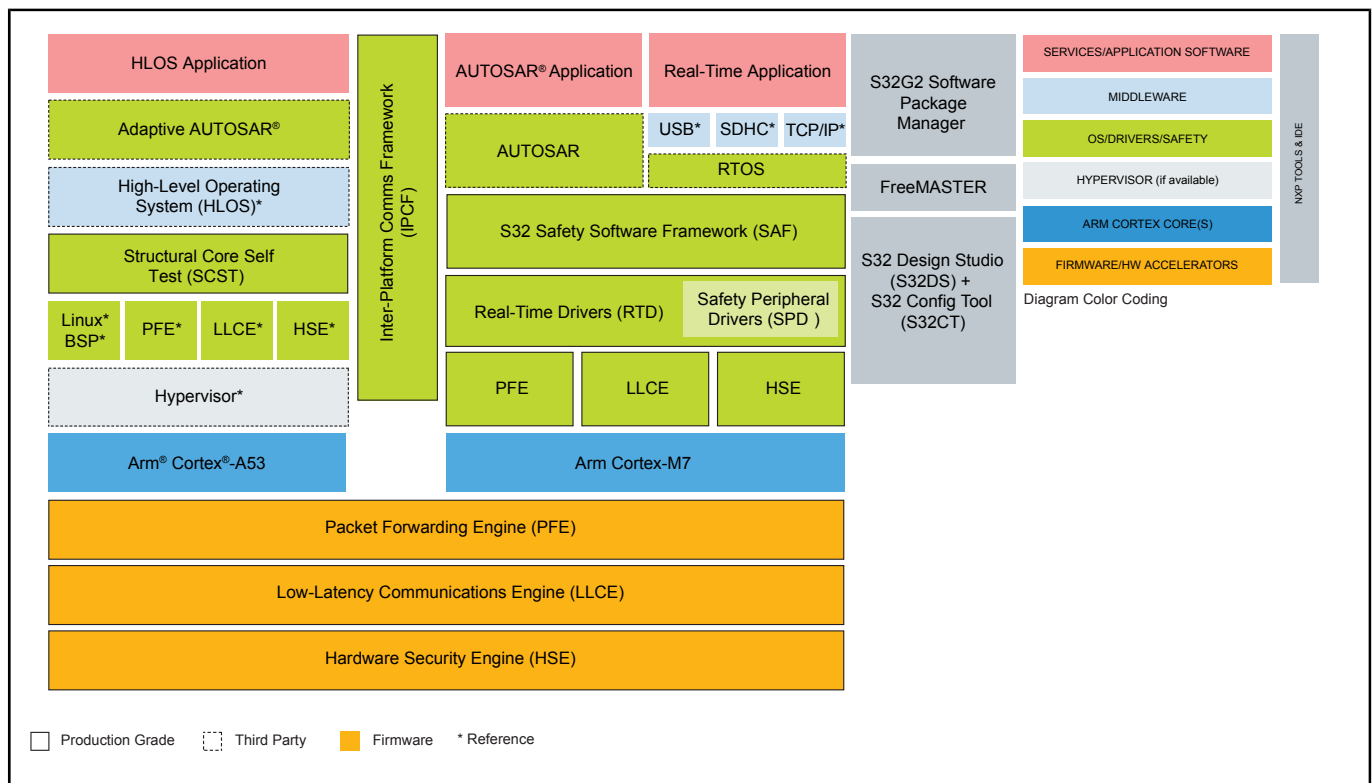 HLOS Application
Adaptive AUTOSAR®
High-Level Operating
System (HLOS)*
Structural Core Self
Test (SCST)
Linux*
BSP*
PFE*
LLCE*
HSE*
Hypervisor*
Arm® Cortex®-A53
Inter-Platform Comms Framework
(IPCF)
AUTOSAR® Application
Real-Time Application
AUTOSAR
USB*
SDHC*
TCP/IP*
RTOS
S32 Safety Software Framework (SAF)
Real-Time Drivers (RTD)
Safety Peripheral
Drivers (SPD )
PFE
LLCE
HSE
Arm Cortex-M7
Packet Forwarding Engine (PFE)
Low-Latency Communications Engine (LLCE)
Hardware Security Engine (HSE)
S32G2 Software
Package
Manager
FreeMASTER
S32 Design Studio
(S32DS) +
S32 Config Tool
(S32CT)
SERVICES/APPLICATION SOFTWARE
MIDDLEWARE
OS/DRIVERS/SAFETY
HYPERVISOR (if available)
ARM CORTEX CORE(S)
FIRMWARE/HW ACCELERATORS
Diagram Color Coding
NXP TOOLS & IDE
Production Grade
Third Party
Firmware
* Reference